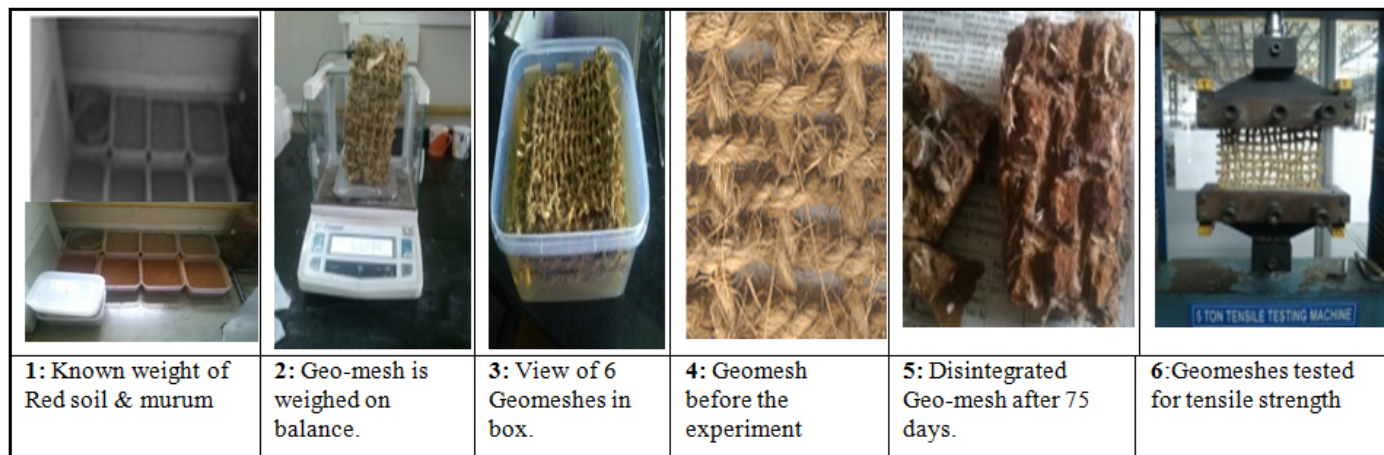 5 TON TENSILE TESTING MACHINE
1: Known weight of
Red soil & murum
2: Geo-mesh is
weighed on
balance.
3: View of 6
Geomeshes in
box.
4: Geomesh
before the
experiment
5: Disintegrated
Geo-mesh after 75
days.
6:Geomeshes tested
for tensile strength